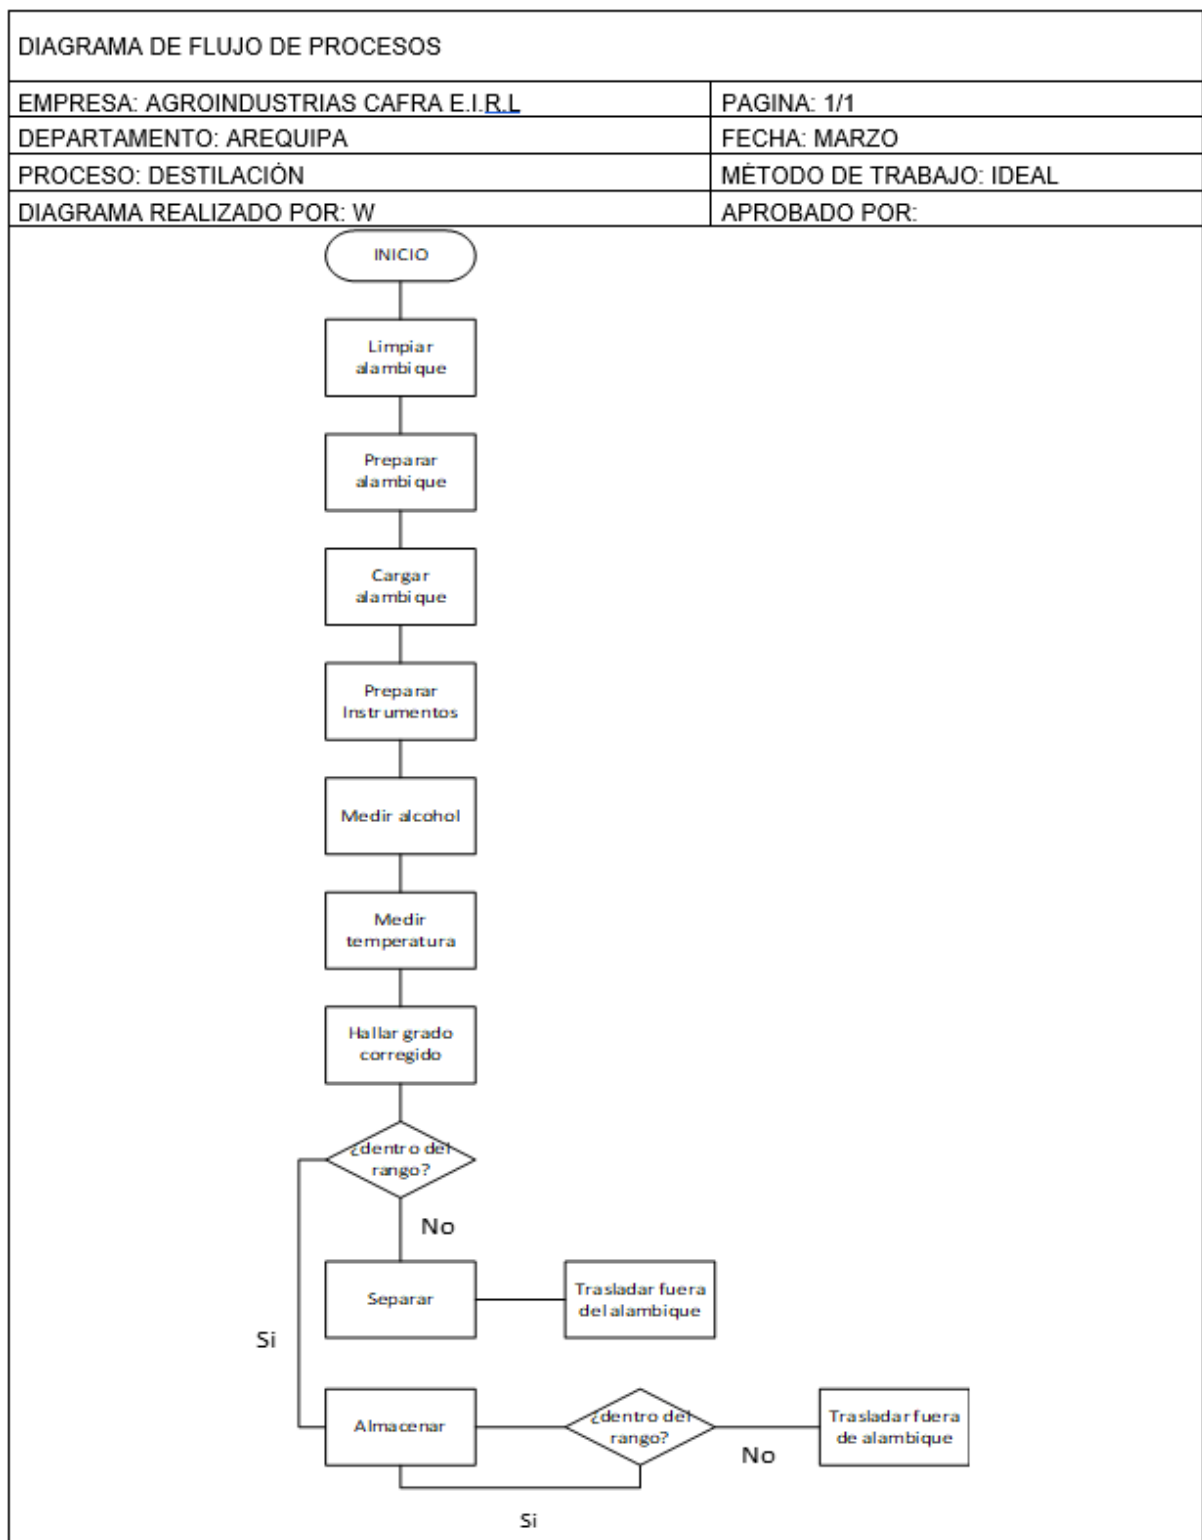 DIAGRAMA DE FLUJO DE PROCESOS
EMPRESA: AGROINDUSTRIAS CAFRA E.I.R.L
PAGINA: 1/1
DEPARTAMENTO: AREQUIPA
FECHA: MARZO
PROCESO: DESTILACIÓN
MÉTODO DE TRABAJO: IDEAL
DIAGRAMA REALIZADO POR: W
APROBADO POR:
INICIO
Limpiar
alambique
Preparar
alambique
Cargar
alambique
Preparar
Instrumentos
Medir alcohol
Medir
temperatura
Hallar grado
corregido
¿dentro del
rango?
No
Separar
Trasladar fuera
del alambique
Si
Almacenar
¿dentro del
rango?
No
Trasladar fuera
de alambique
Si